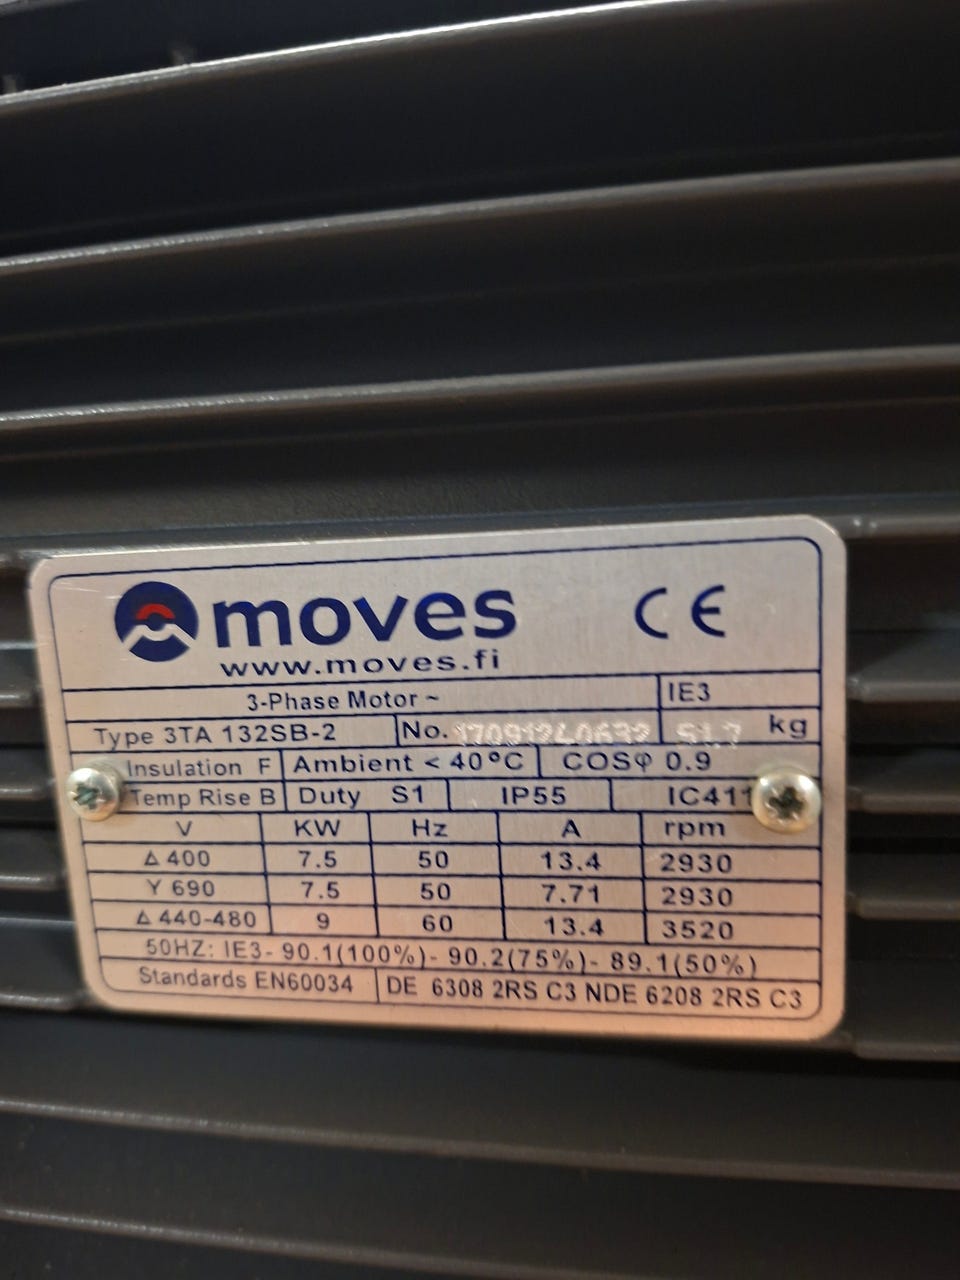 moves CE
www.moves.fi
3-Phase Motor ~ IE3
Type 3TA 132SB-2 No. kg
Insulation F Ambient < 40°C COSφ 0.9
Temp Rise B Duty S1 IP55 IC411
V KW Hz A rpm
Δ 400 7.5 50 13.4 2930
Y 690 7.5 50 7.71 2930
Δ 440-480 9 60 13.4 3520
50HZ: IE3- 90.1(100%)- 90.2(75%)- 89.1(50%)
Standards EN60034 DE 6308 2RS C3 NDE 6208 2RS C3